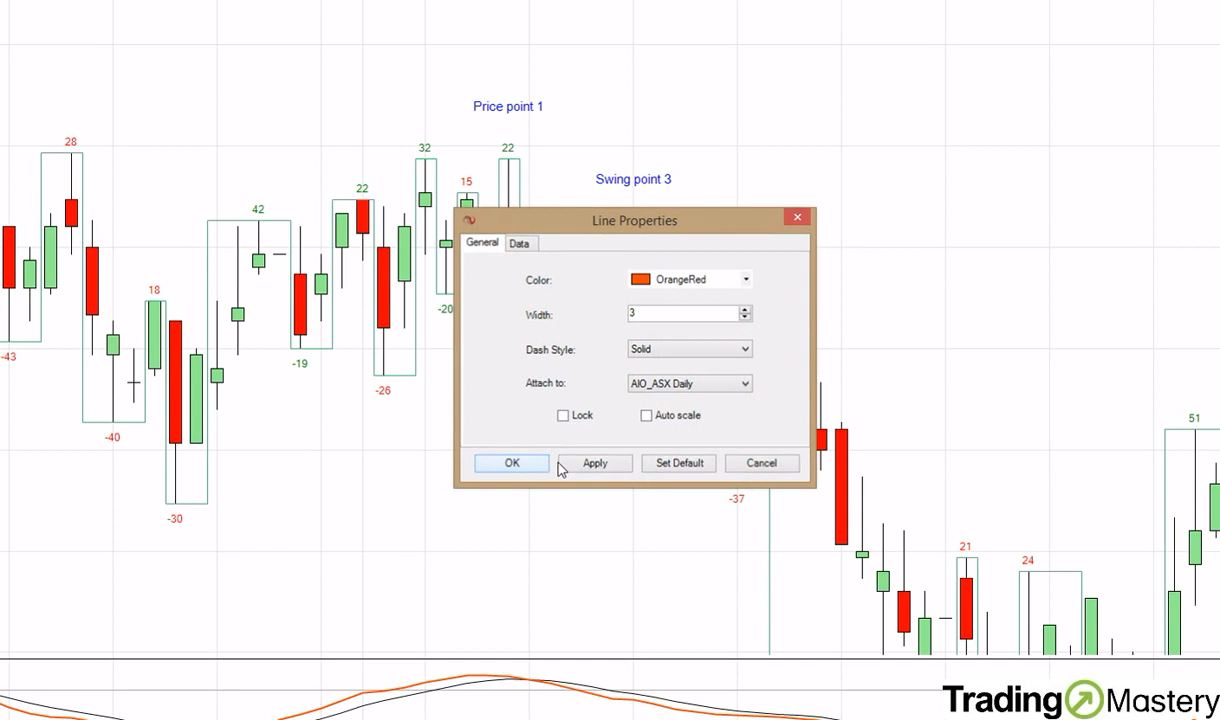 Price point 1
28
32
22
15
Swing point 3
22
42
Line Properties
General
Data
Color:
OrangeRed
18
Width:
3
-20
Dash Style:
Solid
-43
-19
Attach to:
AIO_ASX Daily
-26
Lock
Auto scale
51
-40
OK
Apply
Set Default
Cancel
-37
-30
21
24
Trading Mastery